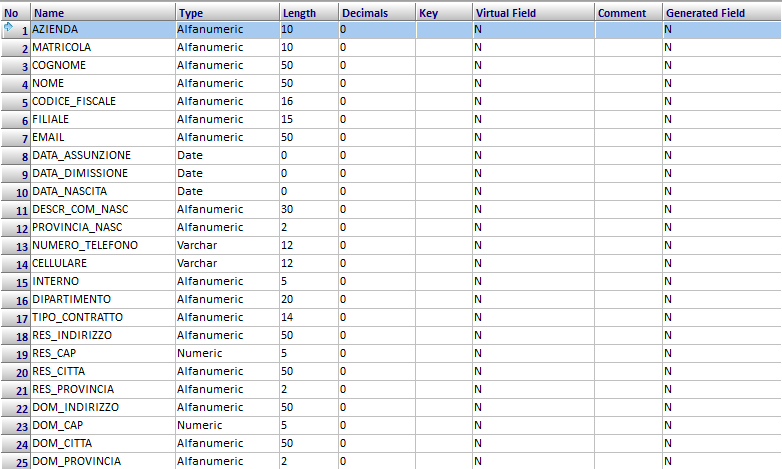 No Name Type Length Decimals Key Virtual Field Comment Generated Field
1 AZIENDA Alfanumeric 10 0 N N
2 MATRICOLA Alfanumeric 10 0 N N
3 COGNOME Alfanumeric 50 0 N N
4 NOME Alfanumeric 50 0 N N
5 CODICE_FISCALE Alfanumeric 16 0 N N
6 FILIALE Alfanumeric 15 0 N N
7 EMAIL Alfanumeric 50 0 N N
8 DATA_ASSUNZIONE Date 0 0 N N
9 DATA_DIMISSIONE Date 0 0 N N
10 DATA_NASCITA Date 0 0 N N
11 DESCR_COM_NASC Alfanumeric 30 0 N N
12 PROVINCIA_NASC Alfanumeric 2 0 N N
13 NUMERO_TELEFONO Varchar 12 0 N N
14 CELLULARE Varchar 12 0 N N
15 INTERNO Alfanumeric 5 0 N N
16 DIPARTIMENTO Alfanumeric 20 0 N N
17 TIPO_CONTRATTO Alfanumeric 14 0 N N
18 RES_INDIRIZZO Alfanumeric 50 0 N N
19 RES_CAP Numeric 5 0 N N
20 RES_CITTA Alfanumeric 50 0 N N
21 RES_PROVINCIA Alfanumeric 2 0 N N
22 DOM_INDIRIZZO Alfanumeric 50 0 N N
23 DOM_CAP Numeric 5 0 N N
24 DOM_CITTA Alfanumeric 50 0 N N
25 DOM_PROVINCIA Alfanumeric 2 0 N N